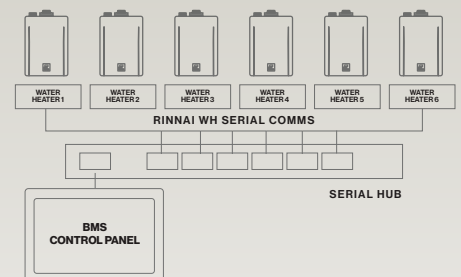 WATER
HEATER 1
WATER
HEATER 2
WATER
HEATER 3
WATER
HEATER 4
WATER
HEATER 5
WATER
HEATER 6
RINNAI WH SERIAL COMMS
SERIAL HUB
BMS
CONTROL PANEL